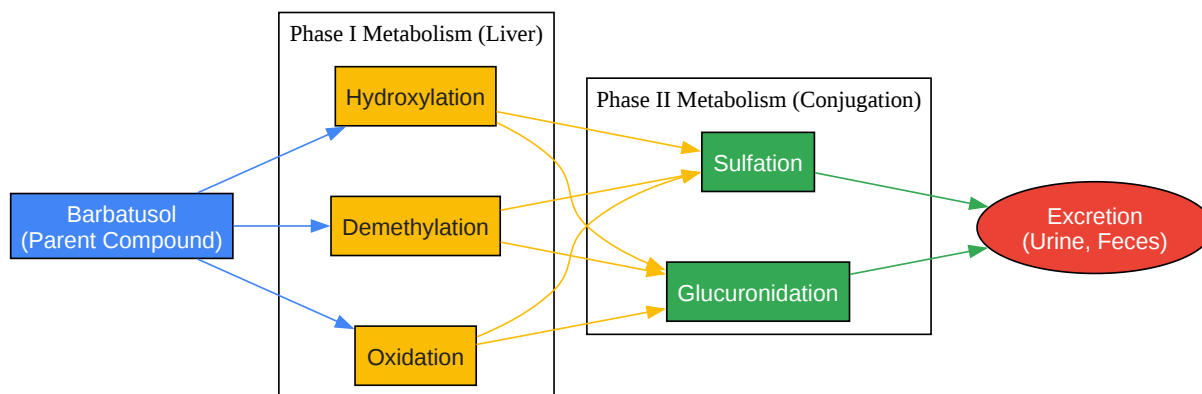 Phase I Metabolism (Liver)
Hydroxylation
Demethylation
Oxidation
Barbatusol
(Parent Compound)
Phase II Metabolism (Conjugation)
Sulfation
Glucuronidation
Excretion
(Urine, Feces)